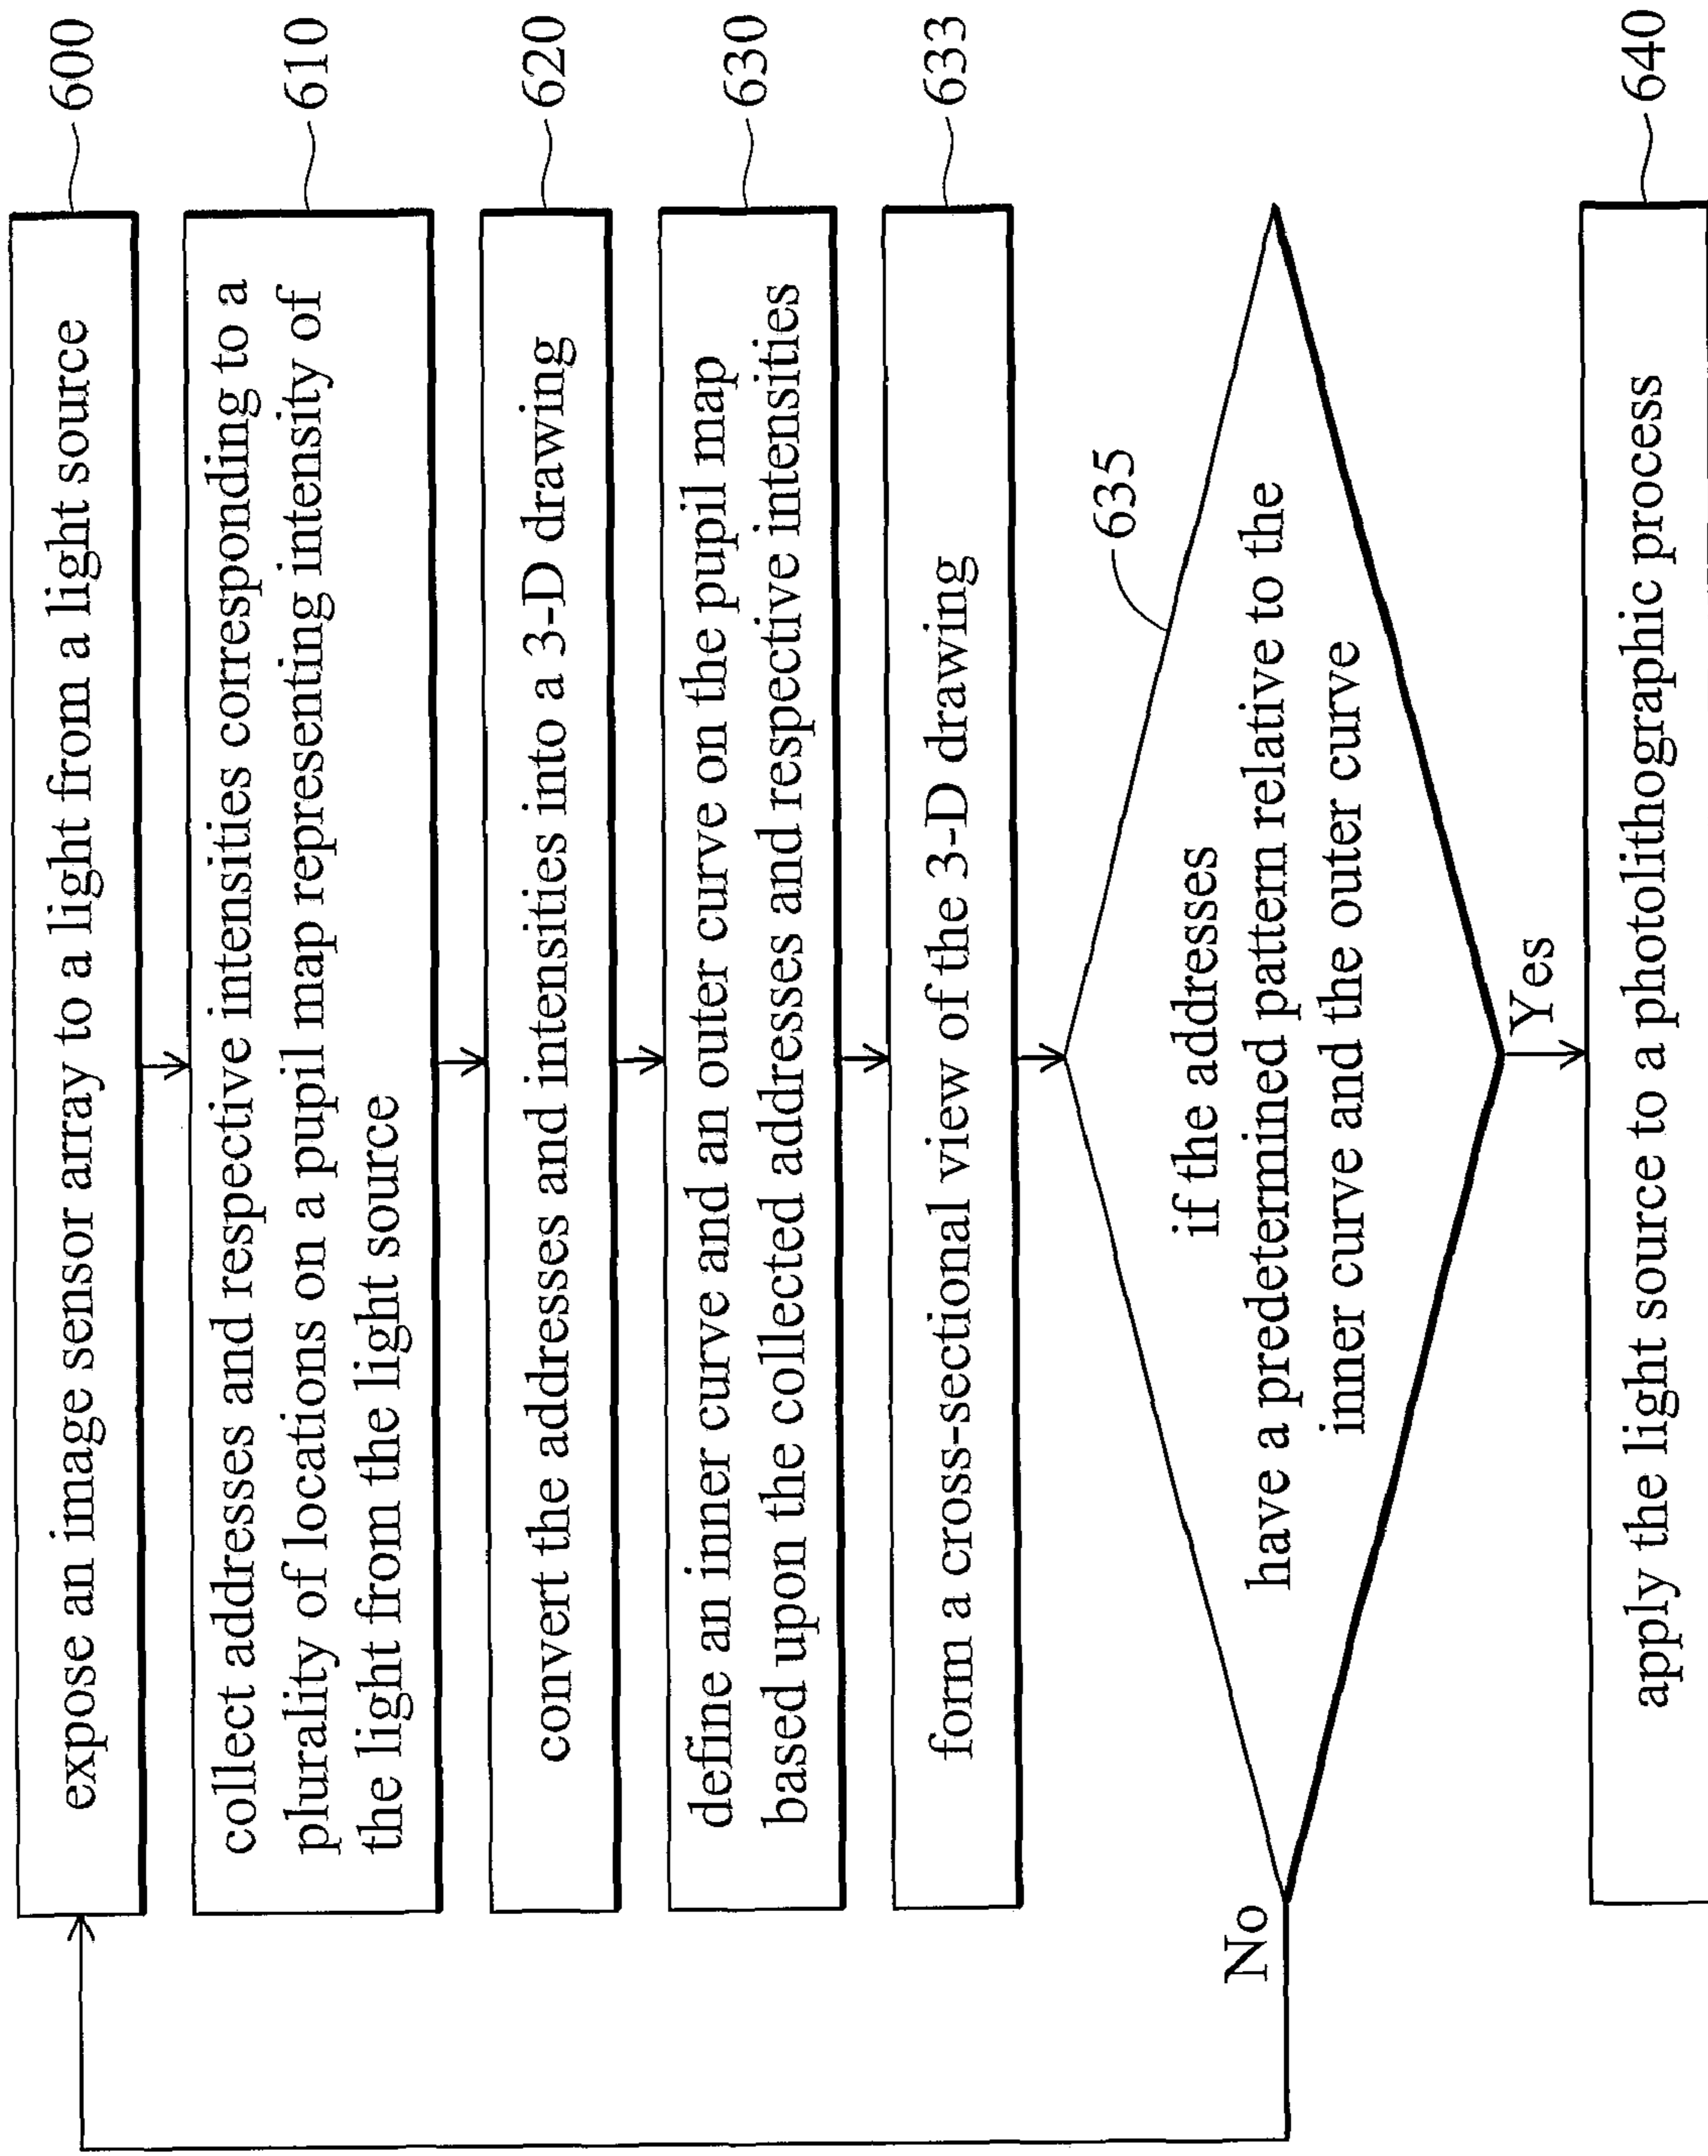 expose an image sensor array to a light from a light source
600
collect addresses and respective intensities corresponding to a
plurality of locations on a pupil map representing intensity of
the light from the light source
610
convert the addresses and intensities into a 3-D drawing
620
define an inner curve and an outer curve on the pupil map
based upon the collected addresses and respective intensities
630
form a cross-sectional view of the 3-D drawing
633
635
if the addresses
have a predetermined pattern relative to the
inner curve and the outer curve
No
Yes
apply the light source to a photolithographic process
640